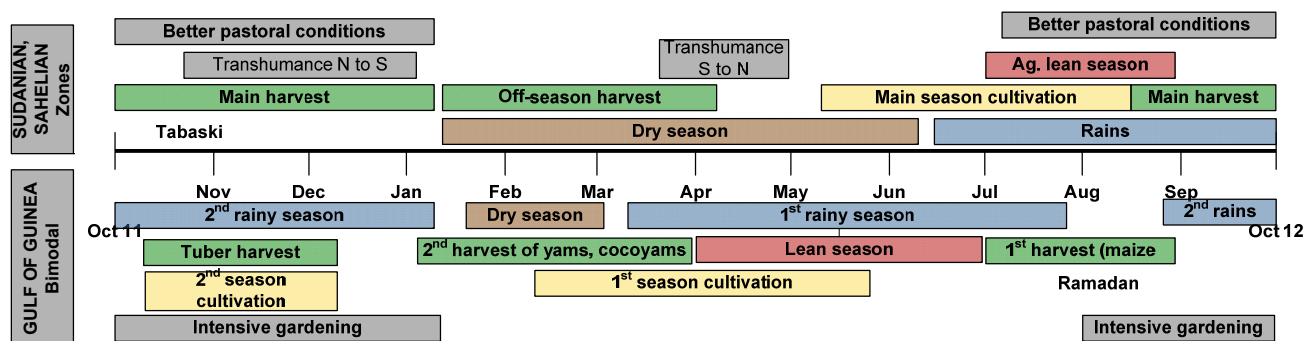 SUDANIAN,
SAHELIAN
Zones
Better pastoral conditions
Better pastoral conditions
Transhumance N to S
Transhumance
S to N
Ag. lean season
Main harvest
Off-season harvest
Main season cultivation
Main harvest
Tabaski
Dry season
Rains
Nov
Dec
Jan
Feb
Mar
Apr
May
Jun
Jul
Aug
Sep
Oct 11
Oct 12
GULF OF GUINEA
Bimodal
2nd rainy season
Dry season
1st rainy season
2nd rains
Tuber harvest
2nd harvest of yams, cocoyams
Lean season
1st harvest (maize
2nd season
cultivation
1st season cultivation
Ramadan
Intensive gardening
Intensive gardening